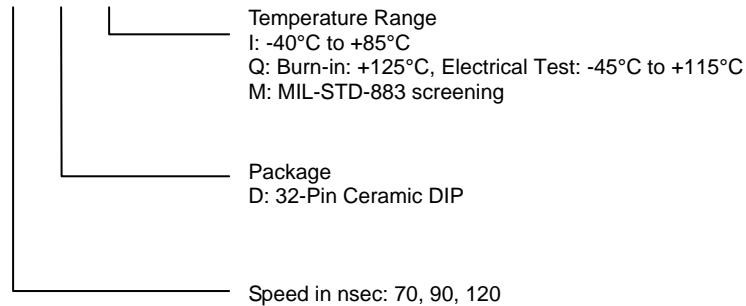 Temperature Range
I: -40°C to +85°C
Q: Burn-in: +125°C, Electrical Test: -45°C to +115°C
M: MIL-STD-883 screening
Package
D: 32-Pin Ceramic DIP
Speed in nsec: 70, 90, 120